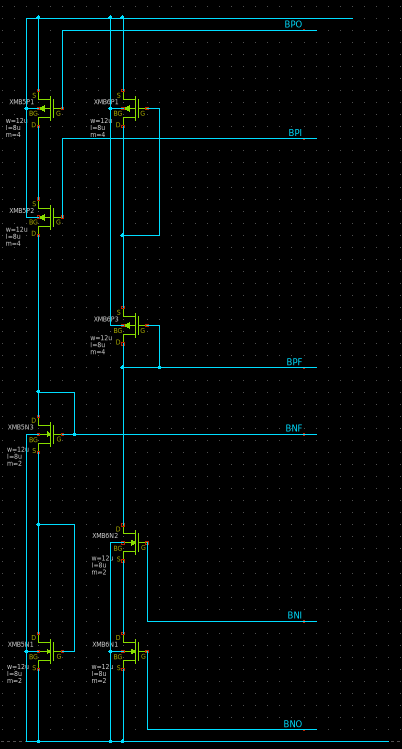 BPO
S
S
XMB5P1
XMB6P1
BG
G
BG
G
w=12u
l=8u
m=4
D
w=12u
l=8u
m=4
D
BPI
S
XMB5P2
BG
G
w=12u
l=8u
m=4
D
S
XMB6P3
BG
G
w=12u
l=8u
m=4
D
BPF
D
XMB5N3
BG
G
BNF
w=12u
l=8u
m=2
S
D
XMB6N2
BG
G
w=12u
l=8u
m=2
S
BNI
D
D
XMB5N1
XMB6N1
BG
G
BG
G
w=12u
l=8u
m=2
S
w=12u
l=8u
m=2
S
BNO